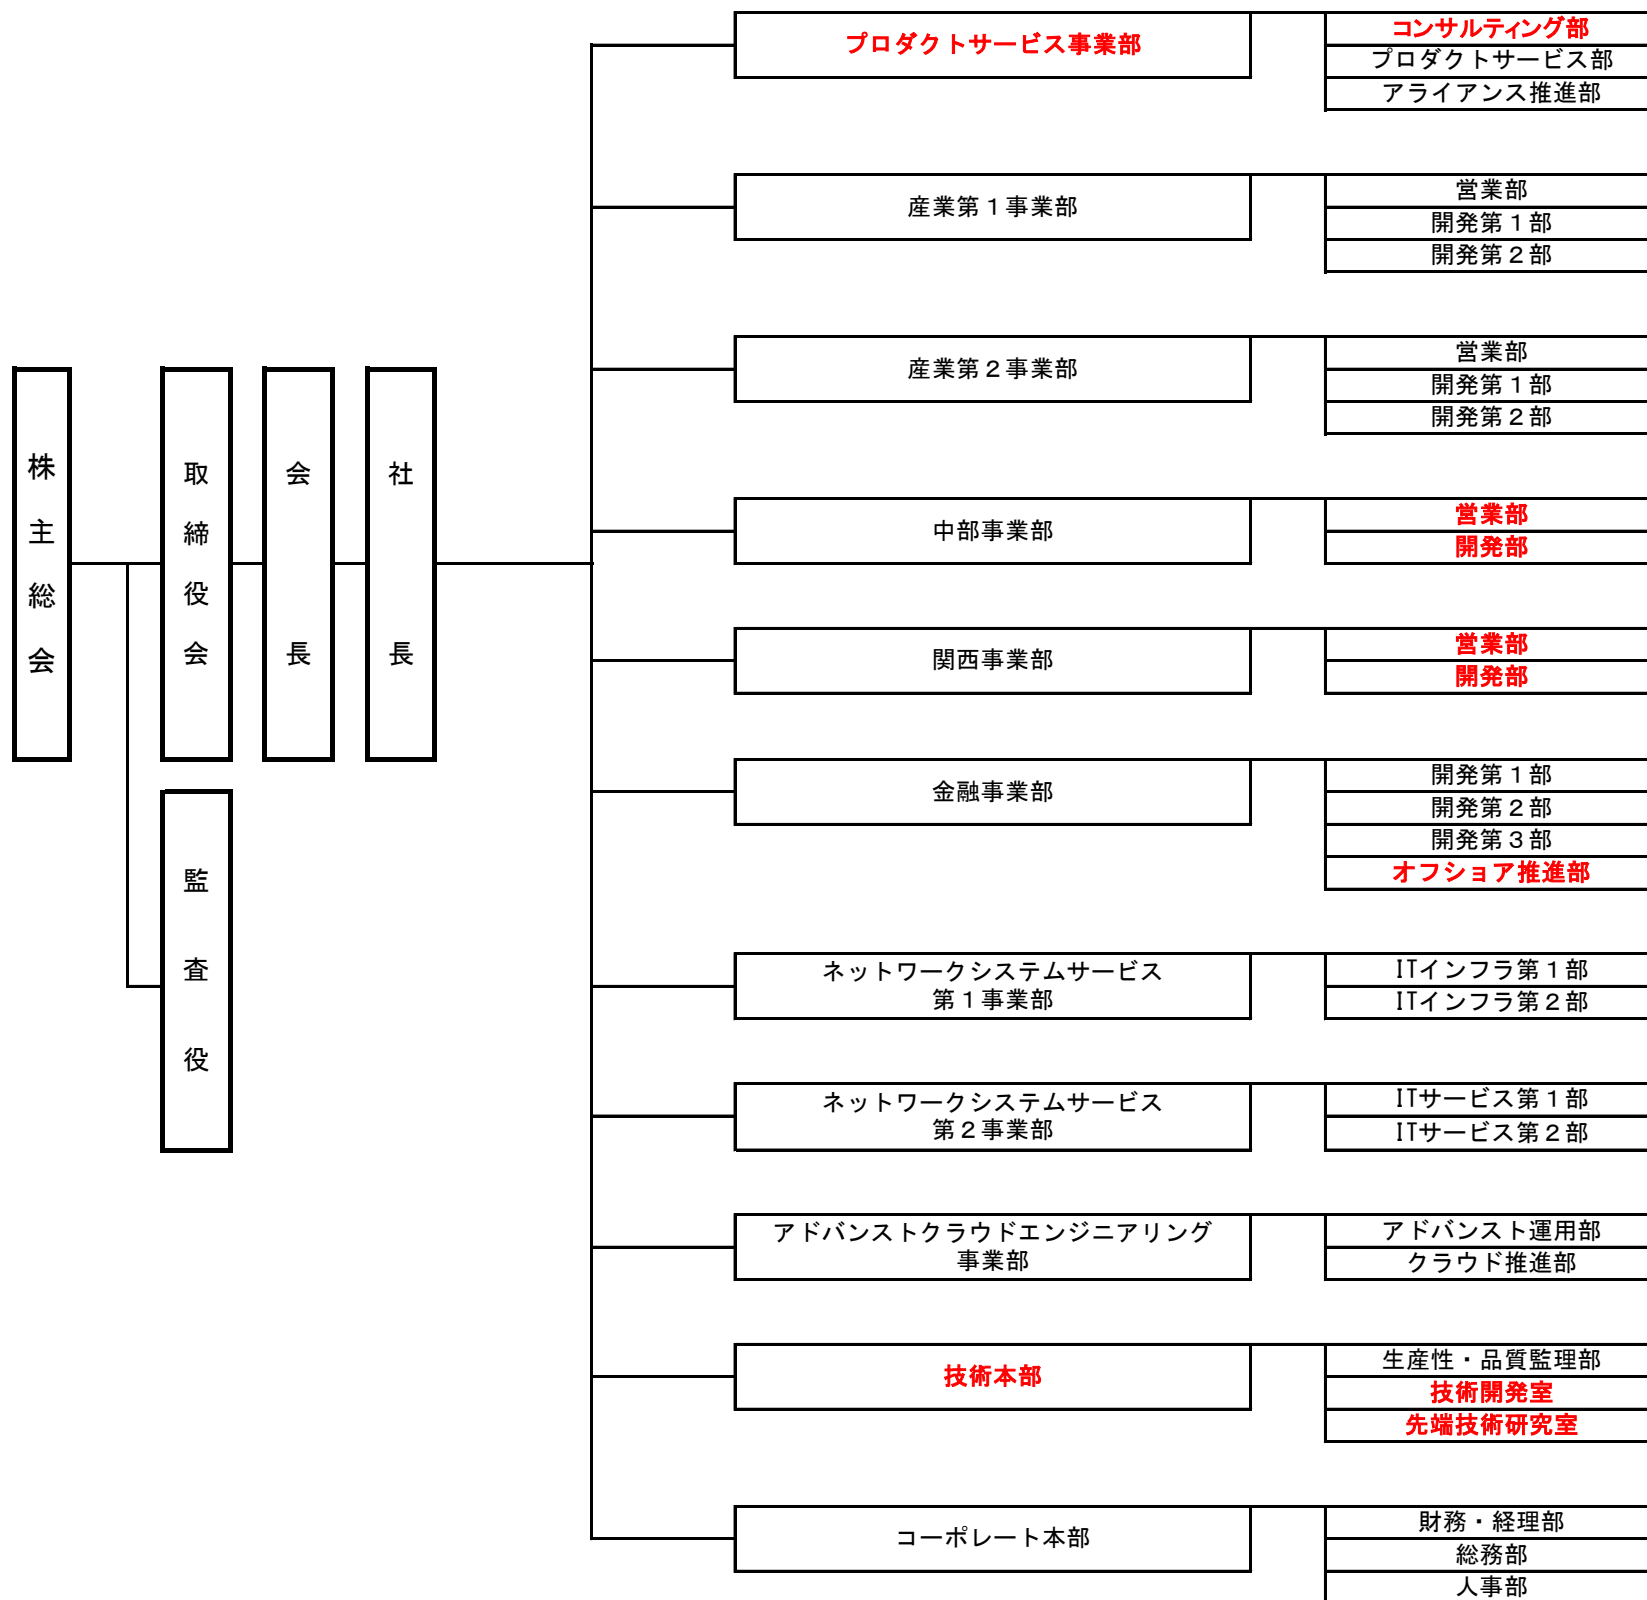 株主総会
取締役会
会長
社長
監査役
プロダクトサービス事業部
コンサルティング部
プロダクトサービス部
アライアンス推進部
産業第１事業部
営業部
開発第１部
開発第２部
産業第２事業部
営業部
開発第１部
開発第２部
中部事業部
営業部
開発部
関西事業部
営業部
開発部
金融事業部
開発第１部
開発第２部
開発第３部
オフショア推進部
ネットワークシステムサービス
第１事業部
ITインフラ第１部
ITインフラ第２部
ネットワークシステムサービス
第２事業部
ITサービス第１部
ITサービス第２部
アドバンストクラウドエンジニアリング
事業部
アドバンスト運用部
クラウド推進部
技術本部
生産性・品質監理部
技術開発室
先端技術研究室
コーポレート本部
財務・経理部
総務部
人事部